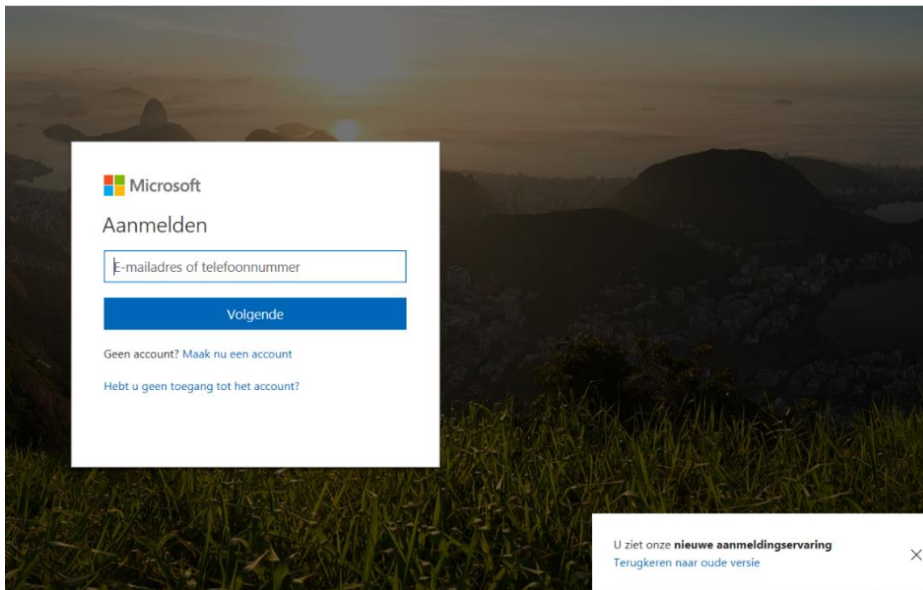 Microsoft
Aanmelden
E-mailadres of telefoonnummer
Volgende
Geen account? Maak nu een account
Hebt u geen toegang tot het account?
U ziet onze nieuwe aanmeldingservaring
Terugkeren naar oude versie